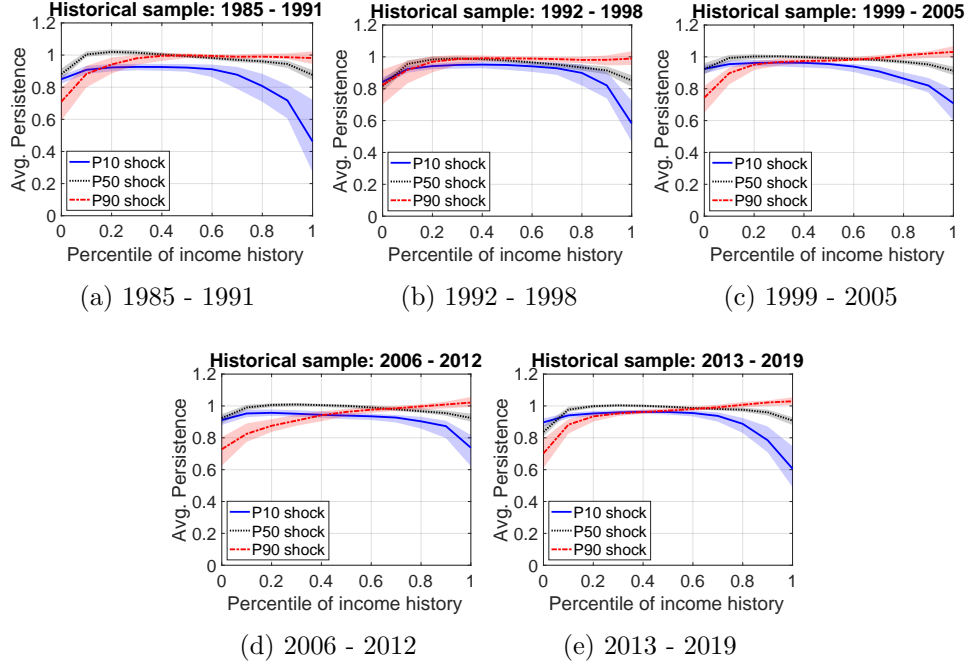 Historical sample: 1985 - 1991
Avg. Persistence
1.2
1
0.8
0.6
0.4
0.2
0
P10 shock
P50 shock
P90 shock
0 0.2 0.4 0.6 0.8 1
Percentile of income history
(a) 1985 - 1991
Historical sample: 1992 - 1998
Avg. Persistence
1.2
1
0.8
0.6
0.4
0.2
0
P10 shock
P50 shock
P90 shock
0 0.2 0.4 0.6 0.8 1
Percentile of income history
(b) 1992 - 1998
Historical sample: 1999 - 2005
Avg. Persistence
1.2
1
0.8
0.6
0.4
0.2
0
P10 shock
P50 shock
P90 shock
0 0.2 0.4 0.6 0.8 1
Percentile of income history
(c) 1999 - 2005
Historical sample: 2006 - 2012
Avg. Persistence
1.2
1
0.8
0.6
0.4
0.2
0
P10 shock
P50 shock
P90 shock
0 0.2 0.4 0.6 0.8 1
Percentile of income history
(d) 2006 - 2012
Historical sample: 2013 - 2019
Avg. Persistence
1.2
1
0.8
0.6
0.4
0.2
0
P10 shock
P50 shock
P90 shock
0 0.2 0.4 0.6 0.8 1
Percentile of income history
(e) 2013 - 2019